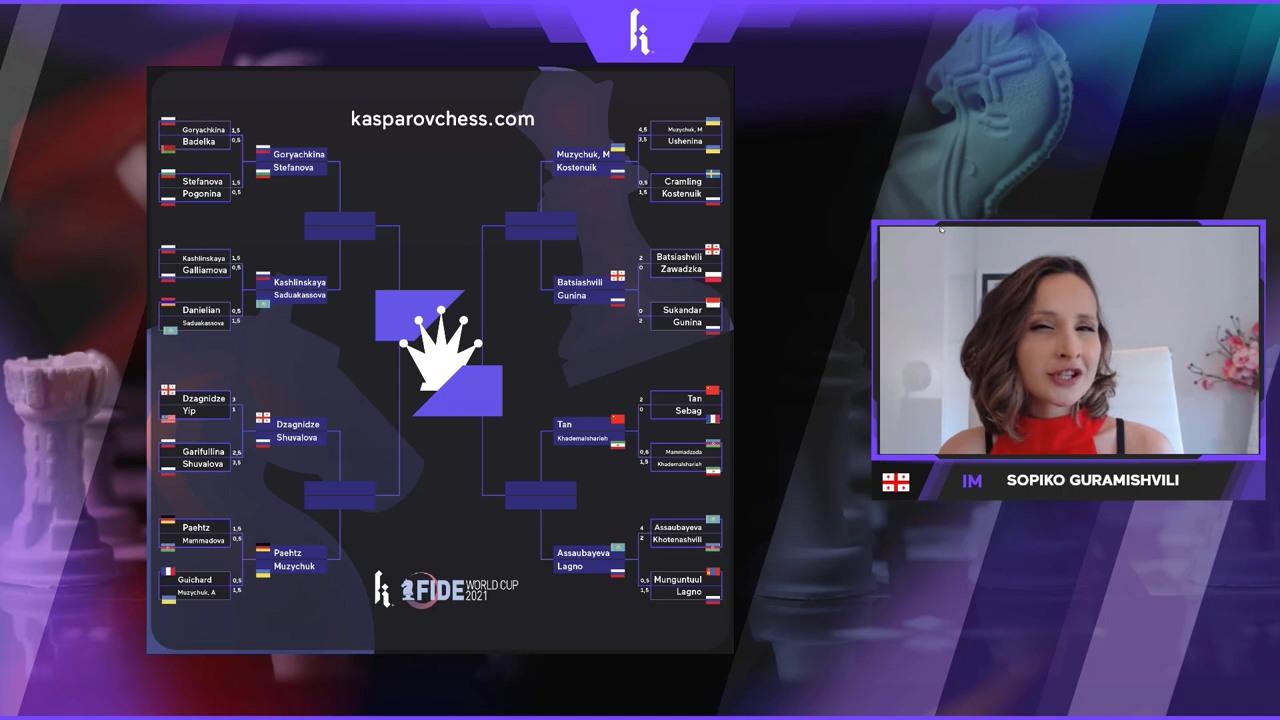 kasparovchess.com
Goryachkina 1,5
Badelka 0,5
Stefanova 1,5
Pogonina 0,5
Goryachkina
Stefanova
Kashlinskaya 1,5
Galliamova 0,5
Danielian 0,5
Saduakassova 1,5
Kashlinskaya
Saduakassova
Dzagnidze 3
Yip 1
Garifullina 2,5
Shuvalova 3,5
Dzagnidze
Shuvalova
Paehtz 1,5
Mammadova 0,5
Guichard 0,5
Muzychuk, A 1,5
Paehtz
Muzychuk
Muzychuk, M
Kostenuik
4,5 Muzychuk, M
3,5 Ushenina
0,5 Cramling
1,5 Kostenuik
Batsiashvili
Gunina
2 Batsiashvili
0 Zawadzka
0 Sukandar
2 Gunina
Tan
Khademalsharieh
2 Tan
0 Sebag
0,6 Mammadzada
1,5 Khademalsharieh
Assaubayeva
Lagno
4 Assaubayeva
2 Khotenashvili
0,5 Munguntuul
1,5 Lagno
FIDE WORLD CUP
2021
IM SOPIKO GURAMISHVILI